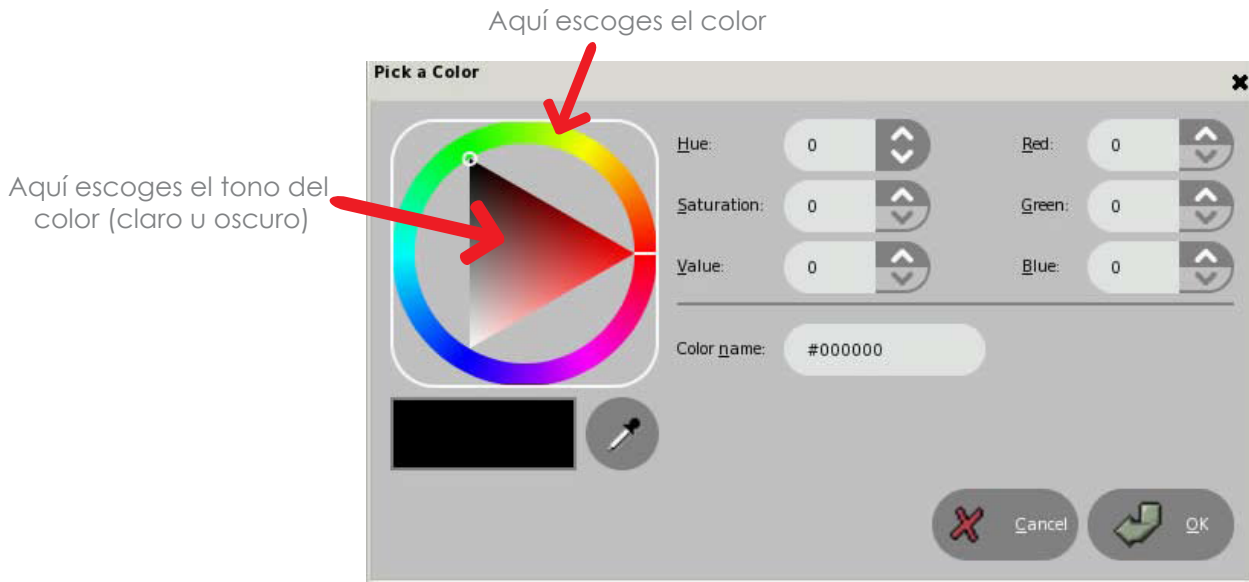 Aquí escoges el color
Pick a Color
Aquí escoges el tono del
color (claro u oscuro)
Hue: 0 Red: 0
Saturation: 0 Green: 0
Value: 0 Blue: 0
Color name: #000000
Cancel OK